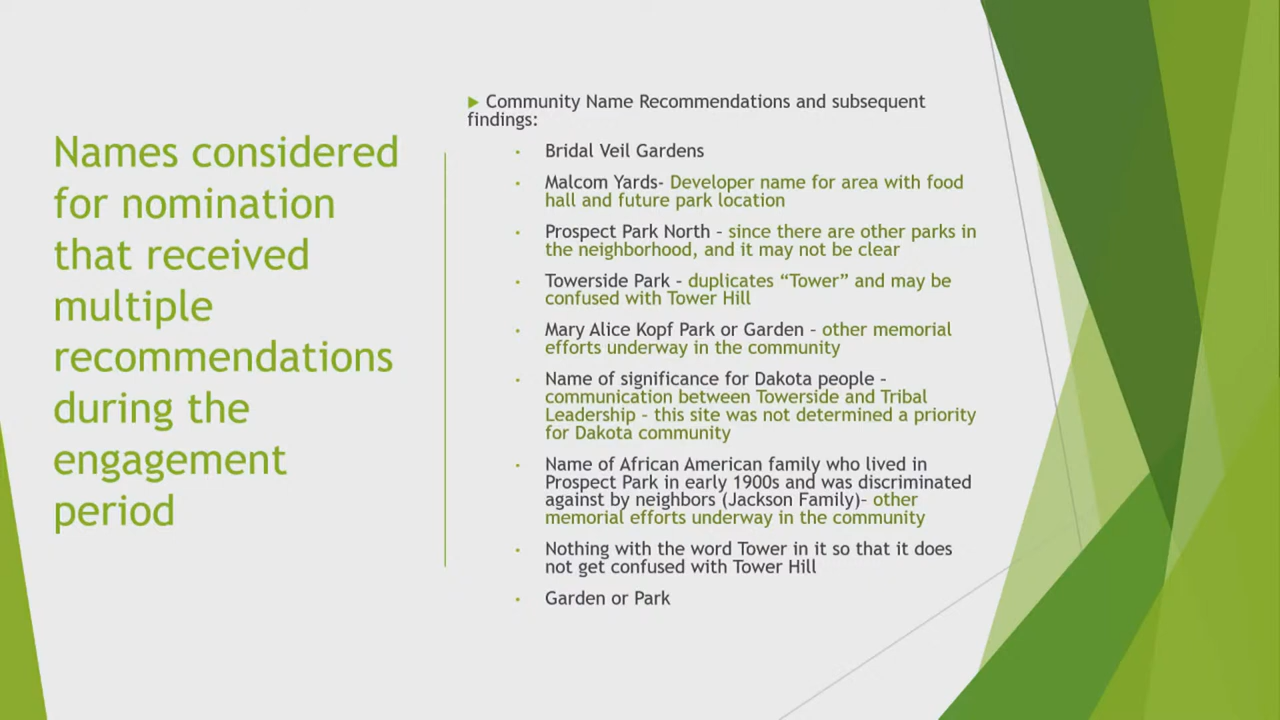 Names considered
for nomination
that received
multiple
recommendations
during the
engagement
period
Community Name Recommendations and subsequent
findings:
• Bridal Veil Gardens
• Malcom Yards- Developer name for area with food
hall and future park location
• Prospect Park North – since there are other parks in
the neighborhood, and it may not be clear
• Towerside Park – duplicates “Tower” and may be
confused with Tower Hill
• Mary Alice Kopf Park or Garden – other memorial
efforts underway in the community
• Name of significance for Dakota people –
communication between Towerside and Tribal
Leadership – this site was not determined a priority
for Dakota community
• Name of African American family who lived in
Prospect Park in early 1900s and was discriminated
against by neighbors (Jackson Family)– other
memorial efforts underway in the community
• Nothing with the word Tower in it so that it does
not get confused with Tower Hill
• Garden or Park